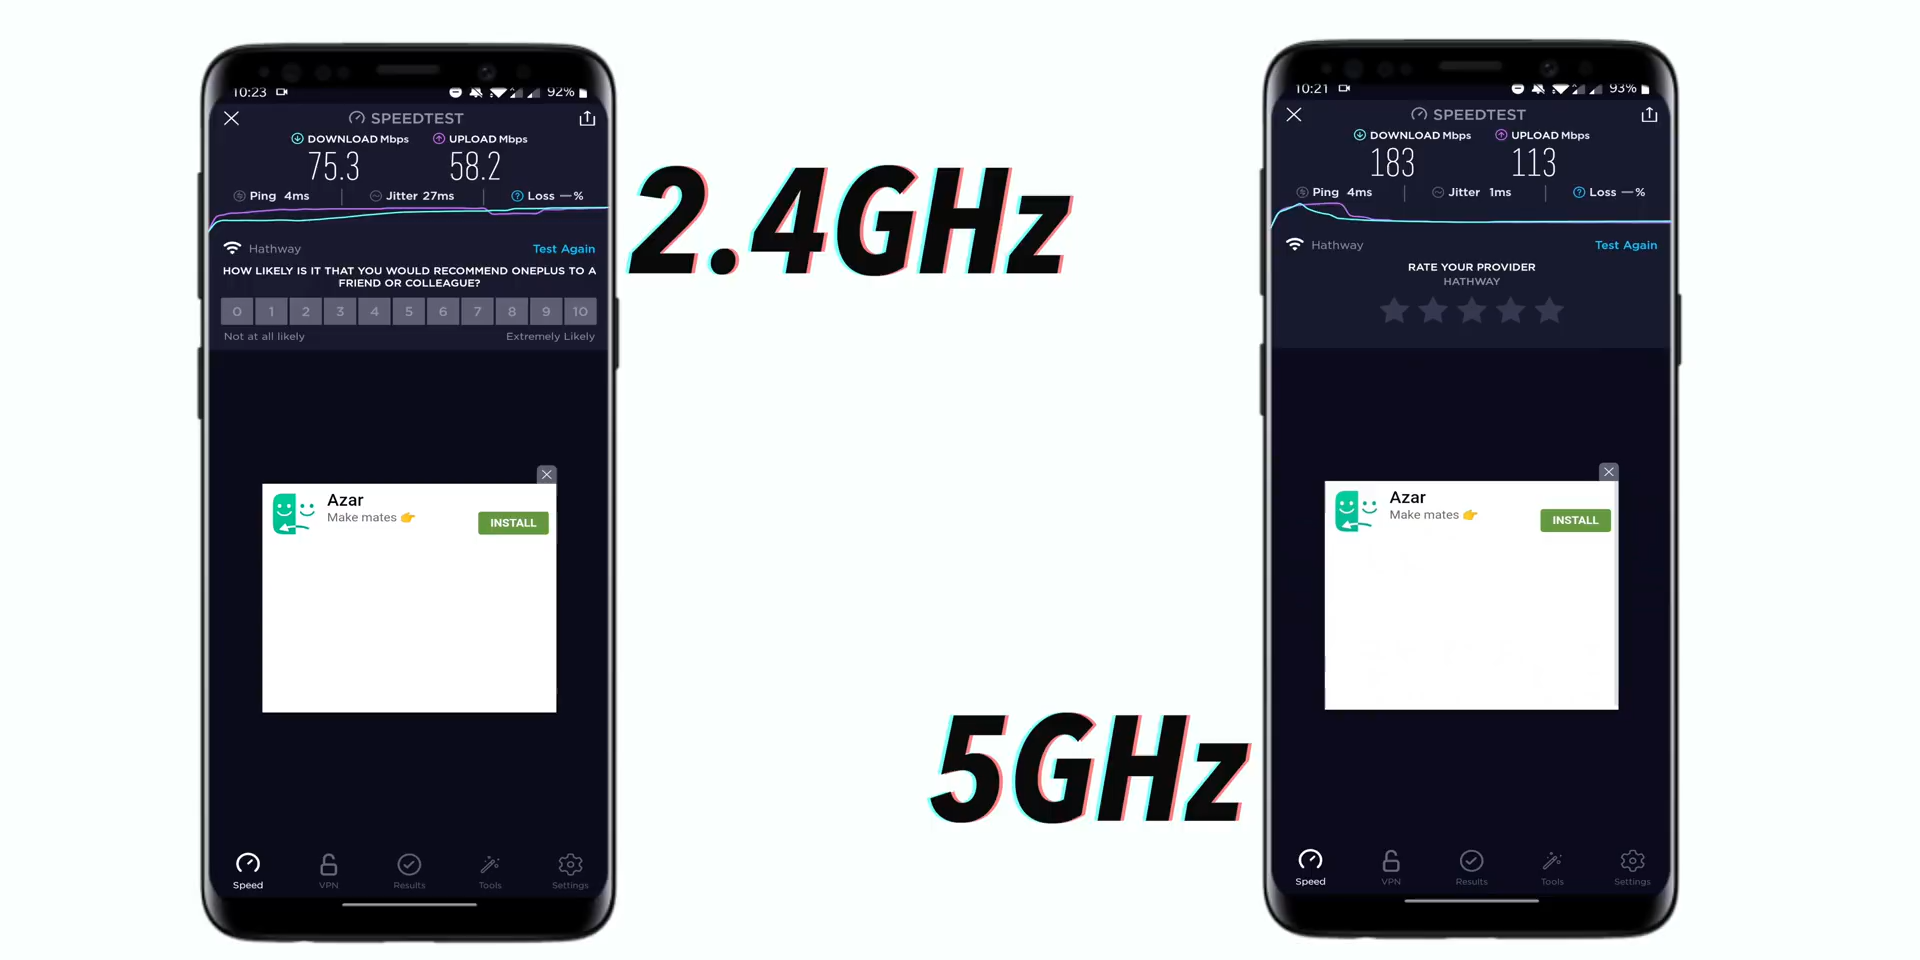 10:23
92%
SPEEDTEST
DOWNLOAD Mbps
UPLOAD Mbps
75.3
58.2
Ping 4ms
Jitter 27ms
Loss —%
Hathway
Test Again
HOW LIKELY IS IT THAT YOU WOULD RECOMMEND ONEPLUS TO A
FRIEND OR COLLEAGUE?
0 1 2 3 4 5 6 7 8 9 10
Not at all likely
Extremely Likely
Azar
Make mates 👉
INSTALL
Speed
VPN
Results
Tools
Settings
2.4GHz
5GHz
10:21
93%
SPEEDTEST
DOWNLOAD Mbps
UPLOAD Mbps
183
113
Ping 4ms
Jitter 1ms
Loss —%
Hathway
Test Again
RATE YOUR PROVIDER
HATHWAY
Azar
Make mates 👉
INSTALL
Speed
VPN
Results
Tools
Settings